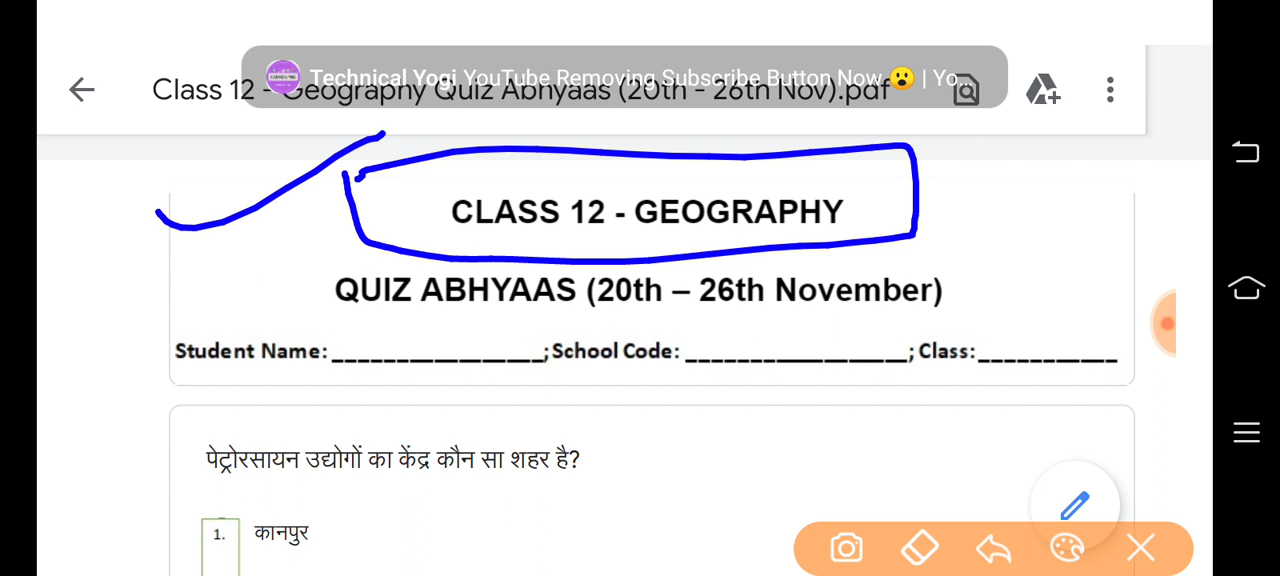 Technical Yogi YouTube Removing Subscribe Button Now 😮 | Yo...
Class 12 - Geography Quiz Abhyaas (20th - 26th Nov).pdf
CLASS 12 - GEOGRAPHY
QUIZ ABHYAAS (20th – 26th November)
Student Name: _________________; School Code: __________________; Class:___________
पेट्रोरसायन उद्योगों का केंद्र कौन सा शहर है?
1. कानपुर